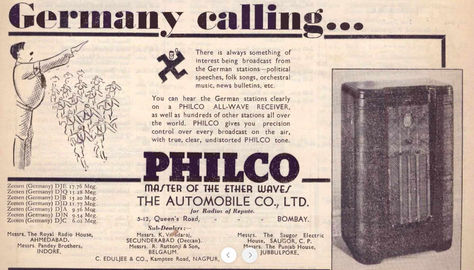 Germany calling...
There is always something of
interest being broadcast from
the German stations—political
speeches, folk songs, orchestral
music, news bulletins, etc.
You can hear the German stations clearly
on a PHILCO ALL-WAVE RECEIVER,
as well as hundreds of other stations all over
the world. PHILCO gives you precision
control over every broadcast on the air,
with true, clear, undistorted PHILCO tone.
PHILCO
MASTER OF THE ETHER WAVES
THE AUTOMOBILE CO., LTD.
for Radios of Repute.
5-12, Queen's Road, BOMBAY.
Zeesen (Germany) DJE 17.76 Meg.
Zeesen (Germany) DJQ 15.28 Meg.
Zeesen (Germany) DJB 15.20 Meg.
Zeesen (Germany) DJD 11.77 Meg.
Zeesen (Germany) DJA 9.56 Meg.
Zeesen (Germany) DJN 9.54 Meg.
Zeesen (Germany) DJC 6.02 Meg.
Messrs. The Royal Radio House,
AHMEDABAD.
Messrs. Pandey Brothers,
INDORE.
Sub-Dealers:—
Messrs. K.
SECUNDERABAD (Deccan).
Messrs. R. Ruttonji & Son,
BELGAUM.
C. EDULJEE & CO., Kamptee Road, NAGPUR.
Messrs. The Saugor Electric
House, SAUGOR, C. P.
Messrs. The Punjab House,
JUBBULPORE.